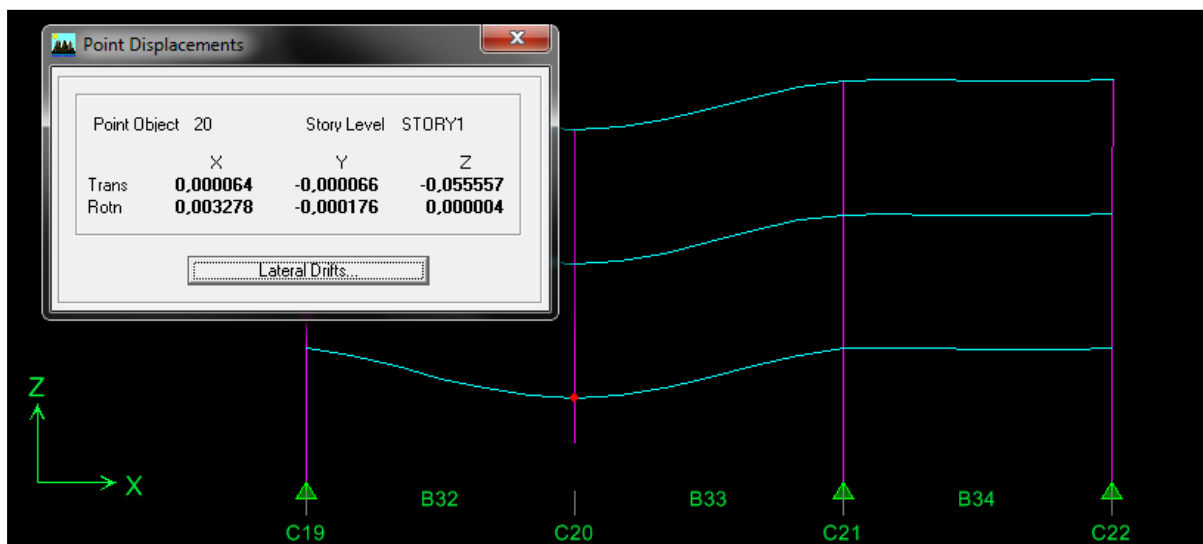 Point Displacements
Point Object 20 Story Level STORY1
X Y Z
Trans 0,000064 -0,000066 -0,055557
Rotn 0,003278 -0,000176 0,000004
Lateral Drifts...
Z
X
B32 B33 B34
C19 C20 C21 C22